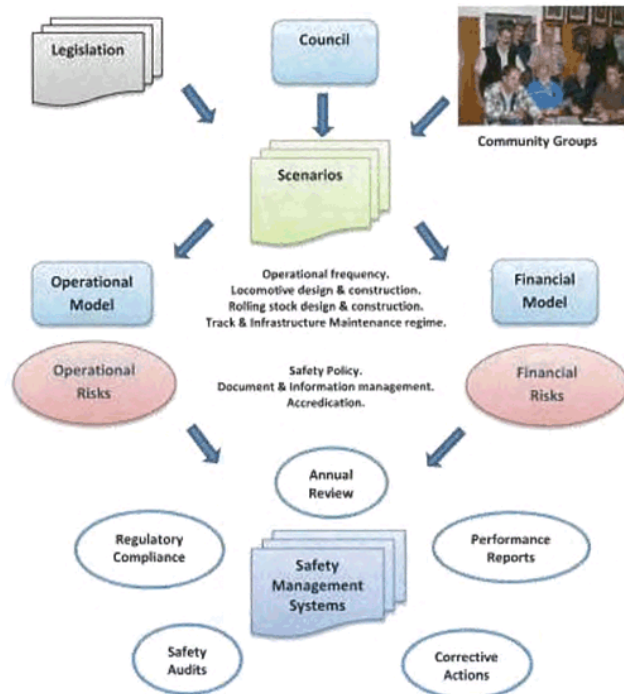 Legislation
Council
Community Groups
Scenarios
Operational
Model
Operational frequency.
Locomotive design & construction.
Rolling stock design & construction.
Track & Infrastructure Maintenance regime.
Financial
Model
Operational
Risks
Safety Policy.
Document & Information management.
Accredication.
Financial
Risks
Annual
Review
Regulatory
Compliance
Performance
Reports
Safety
Management
Systems
Safety
Audits
Corrective
Actions